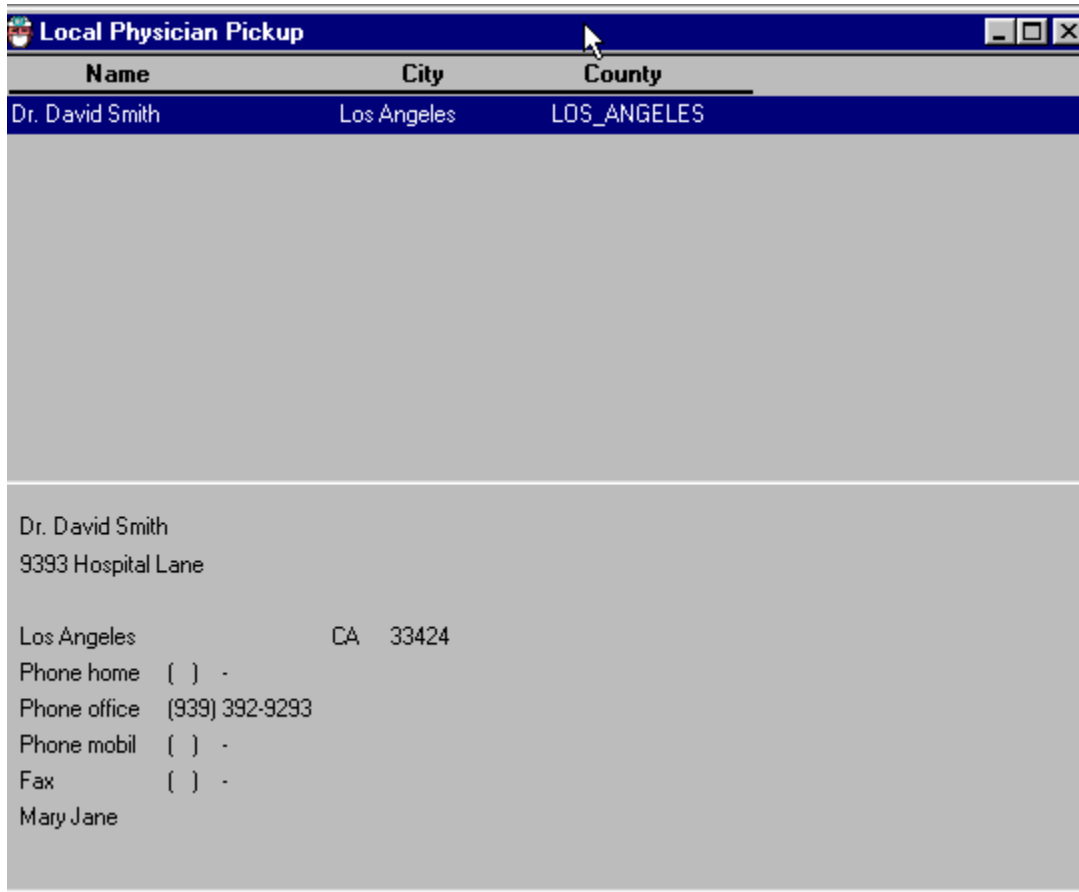 Local Physician Pickup
Name City County
Dr. David Smith Los Angeles LOS_ANGELES
Dr. David Smith
9393 Hospital Lane
Los Angeles CA 33424
Phone home ( ) -
Phone office (939) 392-9293
Phone mobil ( ) -
Fax ( ) -
Mary Jane